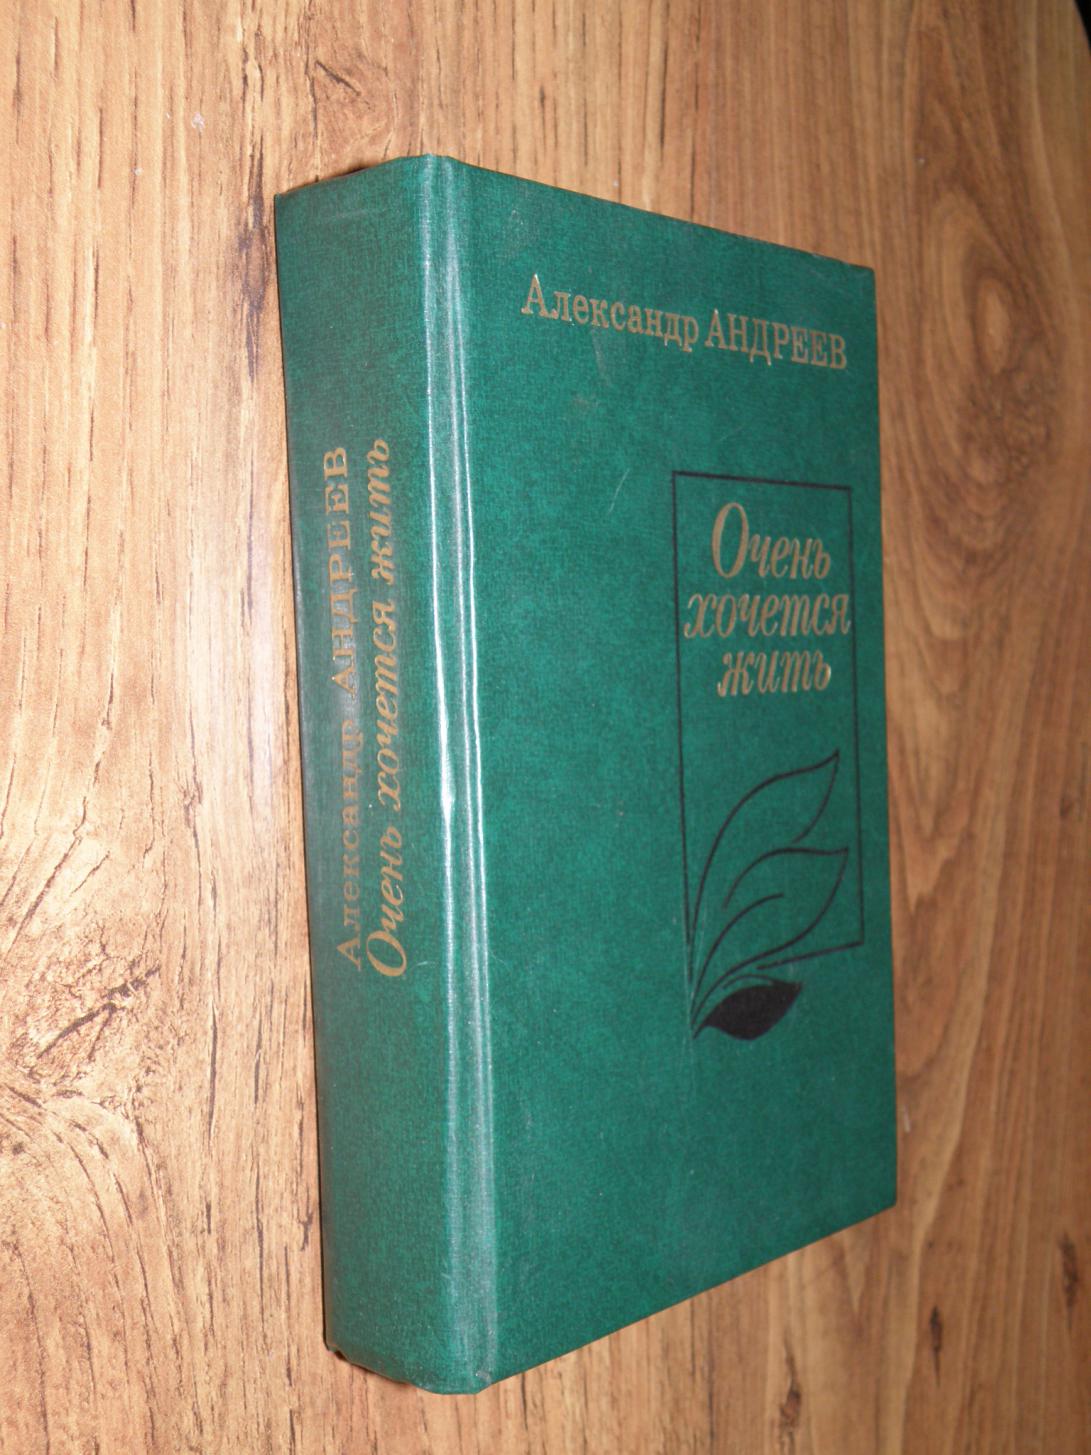 Александр АНДРЕЕВ
Очень
хочется
жить
Александр АНДРЕЕВ
Очень хочется жить